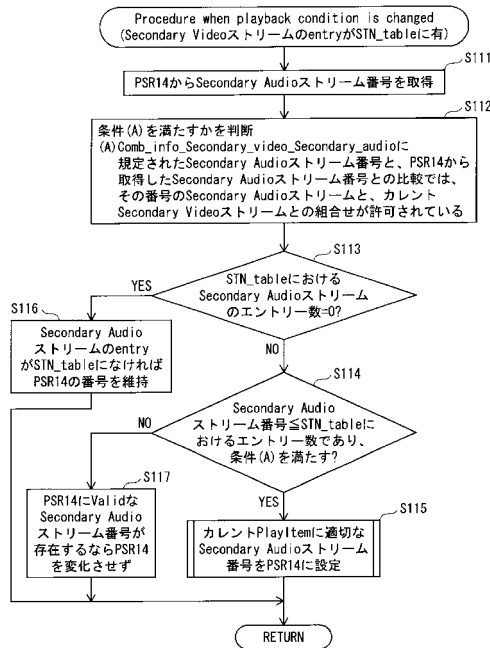 Procedure when playback condition is changed
(Secondary VideoストリームのentryがSTN_tableに有)
S111
PSR14からSecondary Audioストリーム番号を取得
S112
条件(A)を満たすかを判断
(A)Comb_info_Secondary_video_Secondary_audioに
規定されたSecondary Audioストリーム番号と、PSR14から
取得したSecondary Audioストリーム番号との比較では、
その番号のSecondary Audioストリームと、カレント
Secondary Videoストリームとの組合せが許可されている
S113
STN_tableにおける
Secondary Audioストリーム
のエントリー数=0?
YES
NO
S116
Secondary Audio
ストリームのentry
がSTN_tableになければ
PSR14の番号を維持
S114
Secondary Audio
ストリーム番号≦STN_tableに
おけるエントリー数であり、
条件(A)を満たす?
NO
YES
S117
PSR14にValidな
Secondary Audio
ストリーム番号が
存在するならPSR14
を変化させず
S115
カレントPlayItemに適切な
Secondary Audioストリーム
番号をPSR14に設定
RETURN